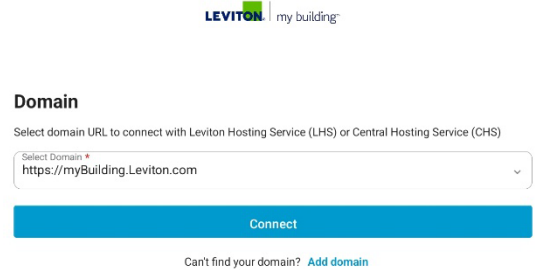 LEVITON | my building™
Domain
Select domain URL to connect with Leviton Hosting Service (LHS) or Central Hosting Service (CHS)
Select Domain *
https://myBuilding.Leviton.com
Connect
Can't find your domain? Add domain